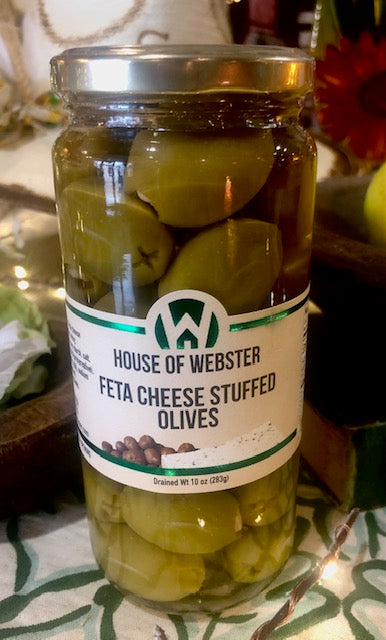 W
HOUSE OF WEBSTER
FETA CHEESE STUFFED
OLIVES
Drained Wt 10 oz (283g)